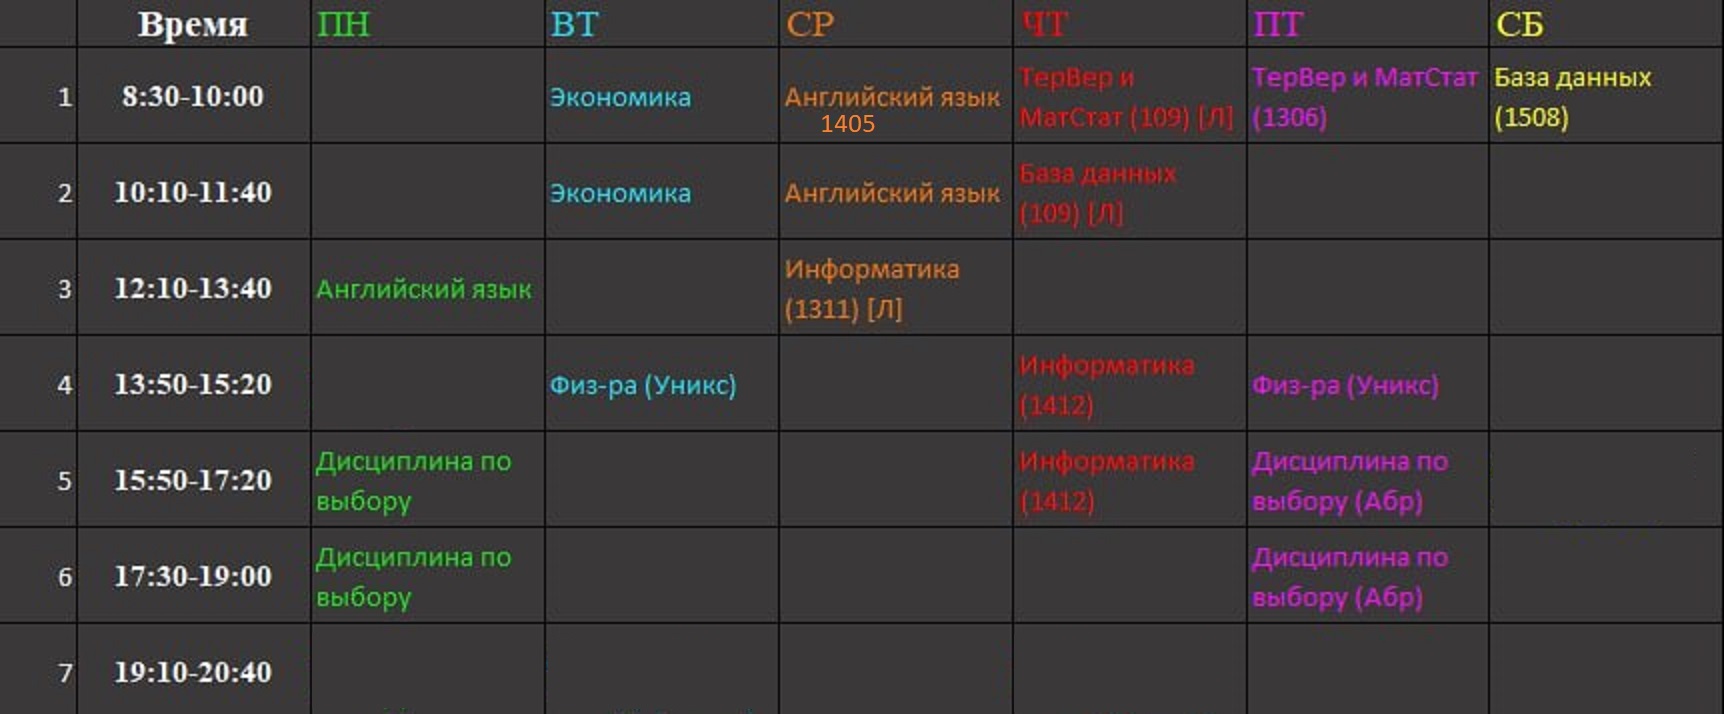 Время ПН ВТ СР ЧТ ПТ СБ
1 8:30-10:00 Экономика Английский язык 1405 ТерВер и МатСтат (109) [Л] ТерВер и МатСтат (1306) База данных (1508)
2 10:10-11:40 Экономика Английский язык База данных (109) [Л]
3 12:10-13:40 Английский язык Информатика (1311) [Л]
4 13:50-15:20 Физ-ра (Уникс) Информатика (1412) Физ-ра (Уникс)
5 15:50-17:20 Дисциплина по выбору Информатика (1412) Дисциплина по выбору (Абр)
6 17:30-19:00 Дисциплина по выбору Дисциплина по выбору (Абр)
7 19:10-20:40